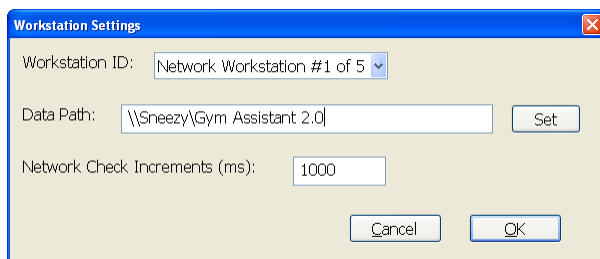 Workstation Settings
Workstation ID: Network Workstation #1 of 5
Data Path: \\Sneezy\Gym Assistant 2.0 Set
Network Check Increments (ms): 1000
Cancel OK